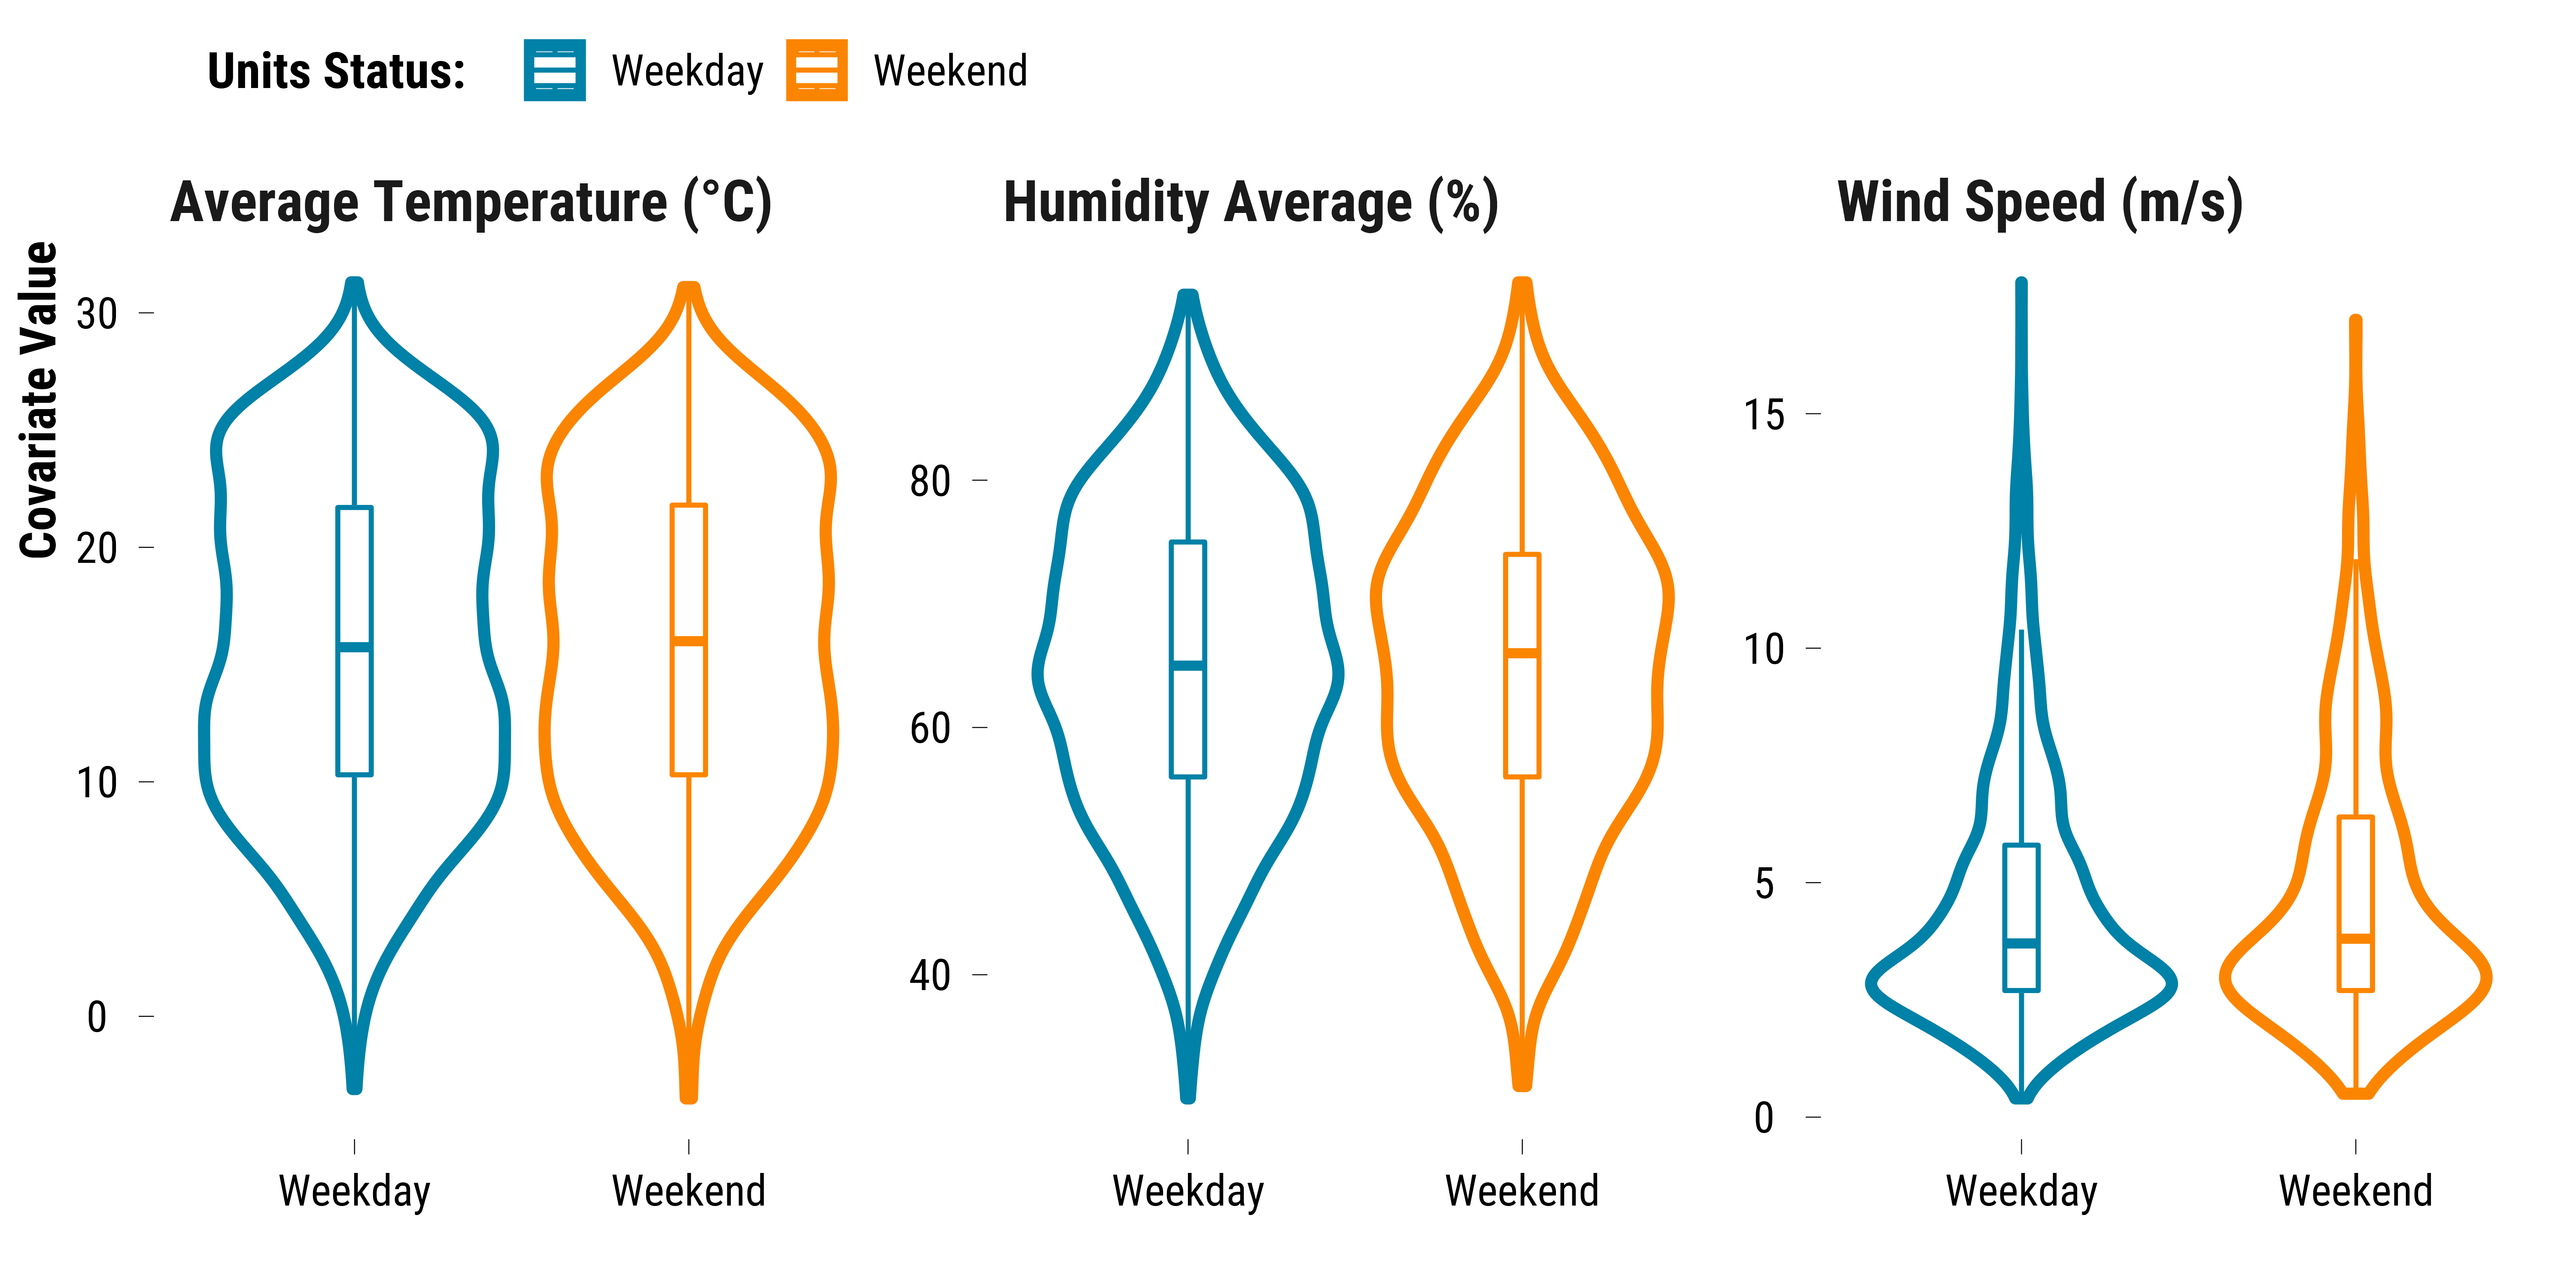 Units Status: Weekday Weekend
Average Temperature (°C) Humidity Average (%) Wind Speed (m/s)
Covariate Value
30
20
10
0
80
60
40
15
10
5
0
Weekday Weekend Weekday Weekend Weekday Weekend